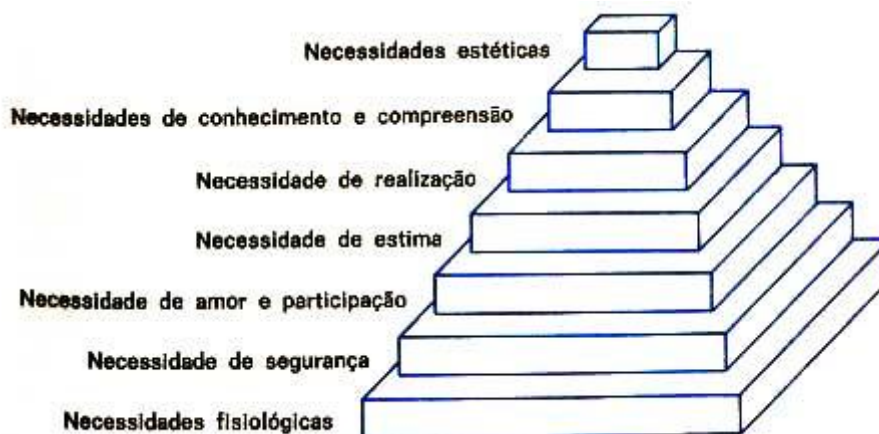 Necessidades estéticas
Necessidades de conhecimento e compreensão
Necessidade de realização
Necessidade de estima
Necessidade de amor e participação
Necessidade de segurança
Necessidades fisiológicas